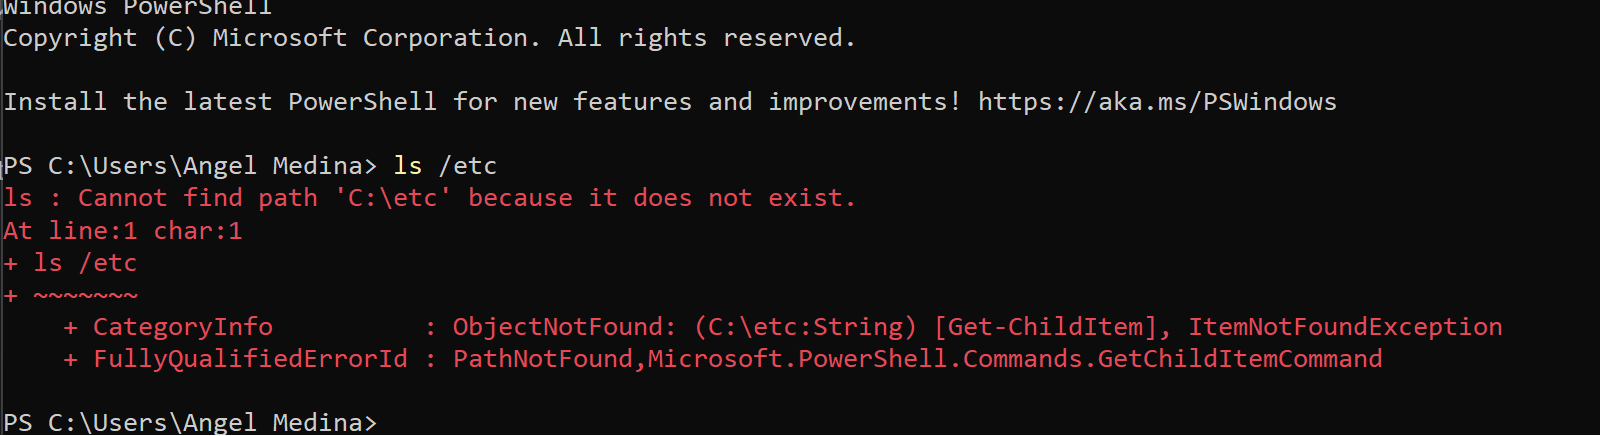 Windows PowerShell
Copyright (C) Microsoft Corporation. All rights reserved.
Install the latest PowerShell for new features and improvements! https://aka.ms/PSWindows
PS C:\Users\Angel Medina> ls /etc
ls : Cannot find path 'C:\etc' because it does not exist.
At line:1 char:1
+ ls /etc
+ ~~~~~~~
    + CategoryInfo          : ObjectNotFound: (C:\etc:String) [Get-ChildItem], ItemNotFoundException
    + FullyQualifiedErrorId : PathNotFound,Microsoft.PowerShell.Commands.GetChildItemCommand
PS C:\Users\Angel Medina>